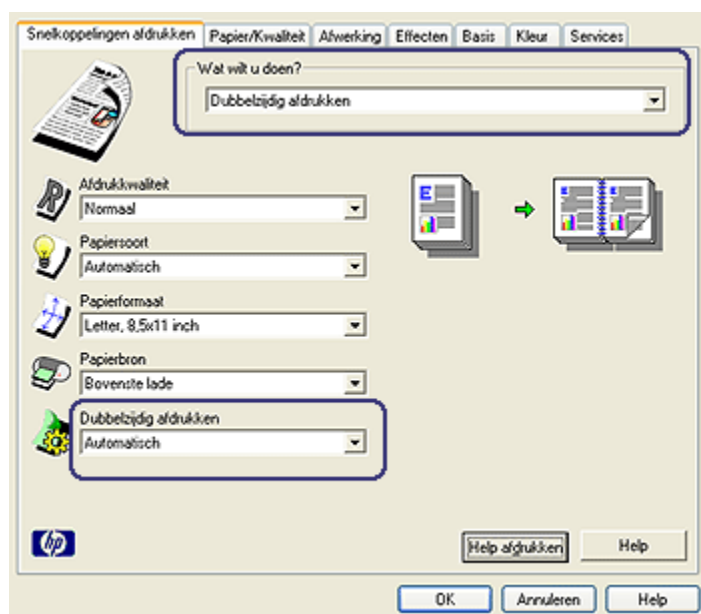 Snelkoppelingen afdrukken Papier/Kwaliteit Afwerking Effecten Basis Kleur Services
Wat wilt u doen?
Dubbelzijdig afdrukken
Afdrukkwaliteit
Normaal
Papiersoort
Automatisch
Papierformaat
Letter, 8,5x11 inch
Papierbron
Bovenste lade
Dubbelzijdig afdrukken
Automatisch
hp
Help afdrukken Help
OK Annuleren Help